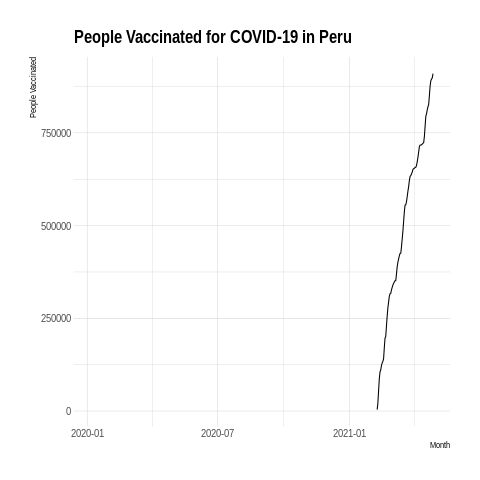 People Vaccinated for COVID-19 in Peru
People Vaccinated
750000
500000
250000
0
2020-01
2020-07
2021-01
Month